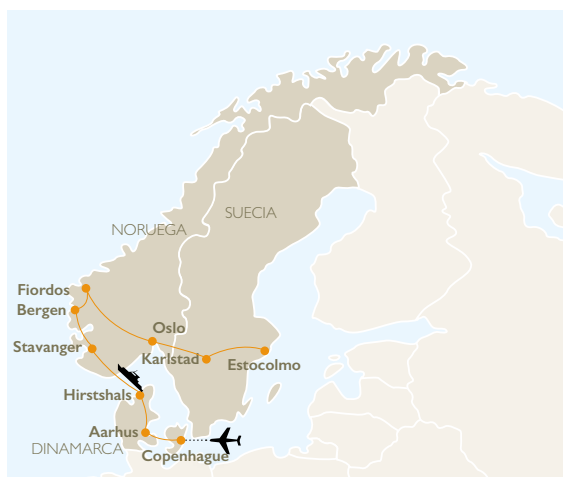 SUECIA
NORUEGA
Fiordos
Bergen
Oslo
Stavanger
Karlstad
Estocolmo
Hirstshals
Aarhus
DINAMARCA
Copenhague